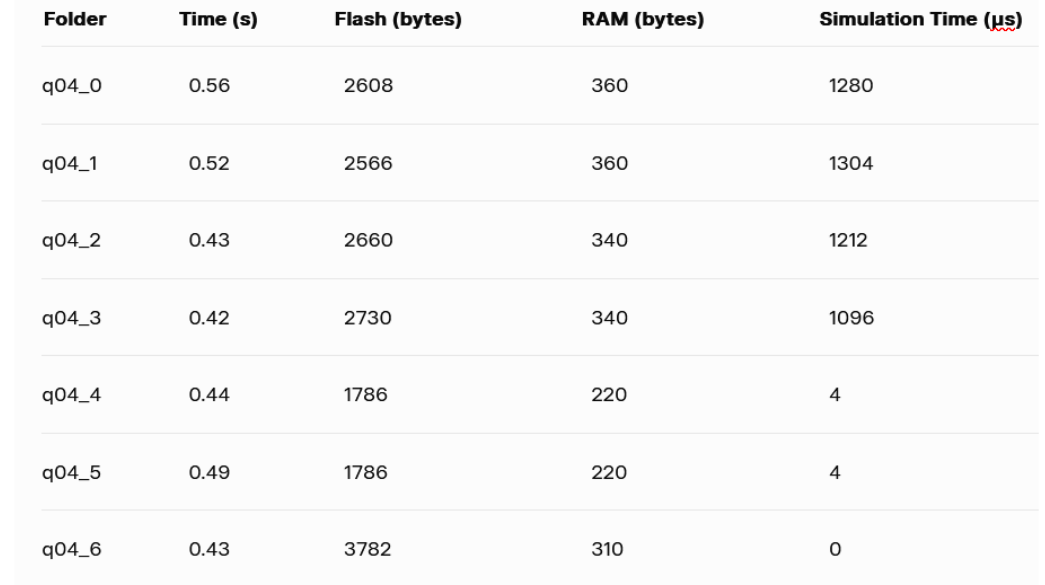 Folder Time (s) Flash (bytes) RAM (bytes) Simulation Time (µs)
q04_0 0.56 2608 360 1280
q04_1 0.52 2566 360 1304
q04_2 0.43 2660 340 1212
q04_3 0.42 2730 340 1096
q04_4 0.44 1786 220 4
q04_5 0.49 1786 220 4
q04_6 0.43 3782 310 0